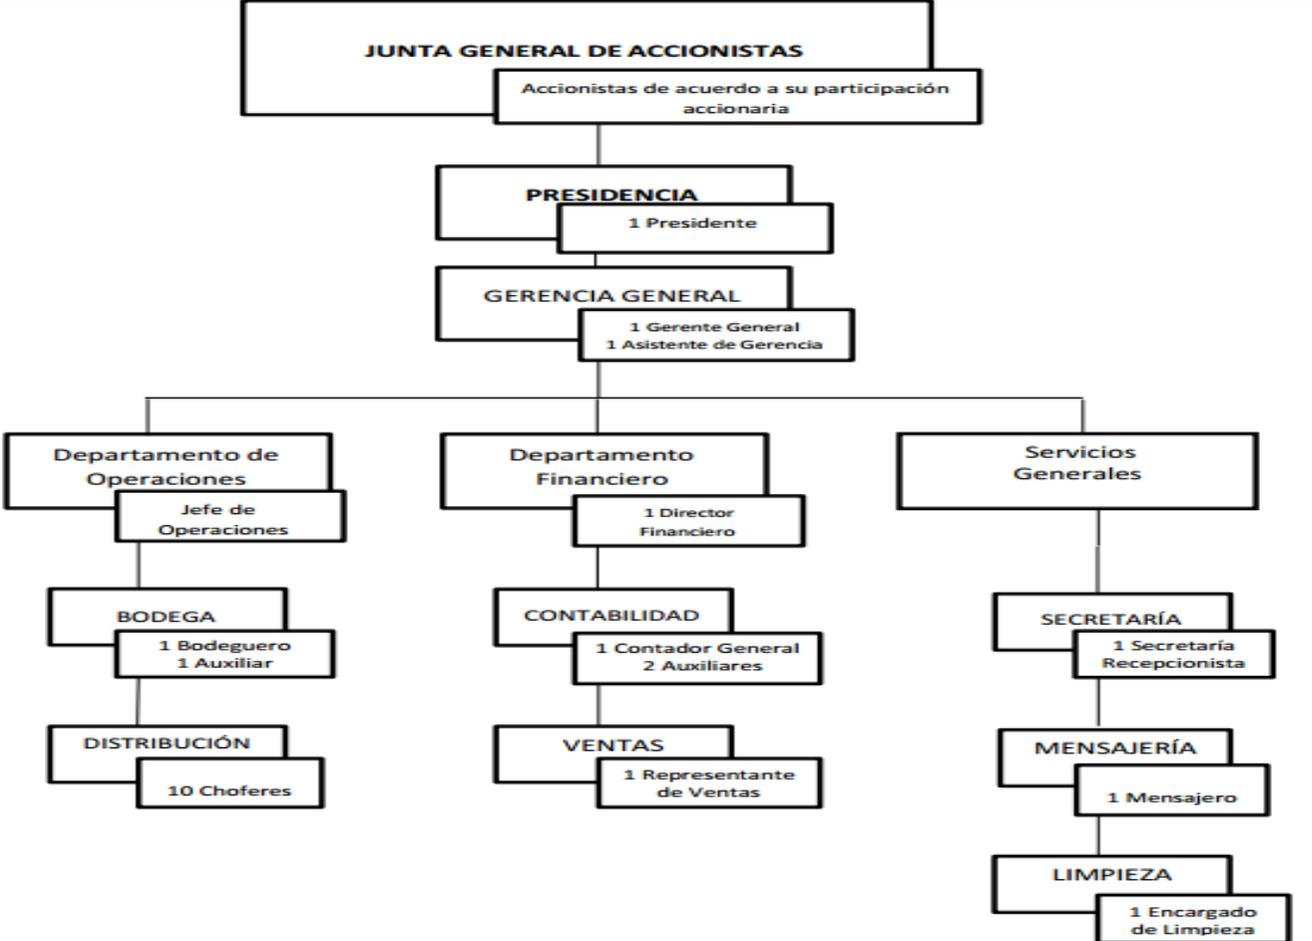 JUNTA GENERAL DE ACCIONISTAS
Accionistas de acuerdo a su participación
accionaria
PRESIDENCIA
1 Presidente
GERENCIA GENERAL
1 Gerente General
1 Asistente de Gerencia
Departamento de
Operaciones
Jefe de
Operaciones
BODEGA
1 Bodeguero
1 Auxiliar
DISTRIBUCIÓN
10 Choferes
Departamento
Financiero
1 Director
Financiero
CONTABILIDAD
1 Contador General
2 Auxiliares
VENTAS
1 Representante
de Ventas
Servicios
Generales
SECRETARÍA
1 Secretaría
Recepcionista
MENSAJERÍA
1 Mensajero
LIMPIEZA
1 Encargado
de Limpieza